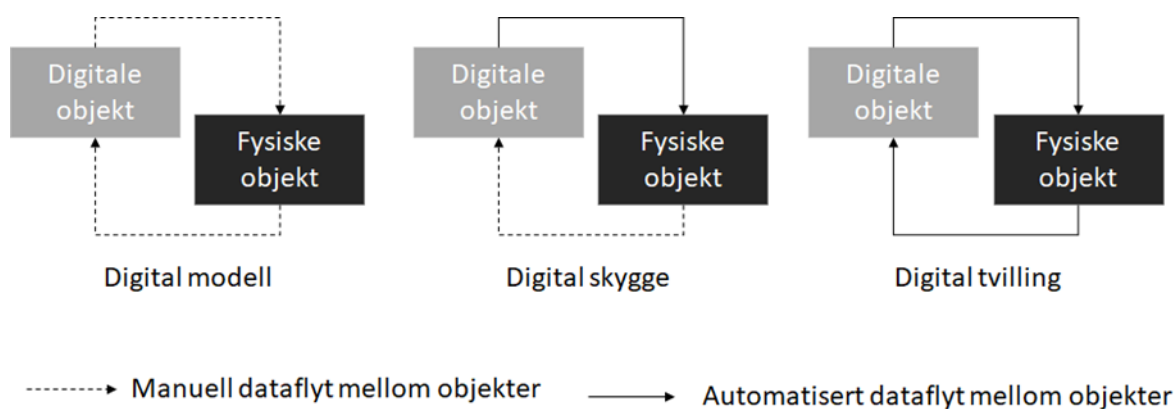 Digitale
objekt
Fysiske
objekt
Digital modell
Digitale
objekt
Fysiske
objekt
Digital skygge
Digitale
objekt
Fysiske
objekt
Digital tvilling
Manuell dataflyt mellom objekter
Automatisert dataflyt mellom objekter